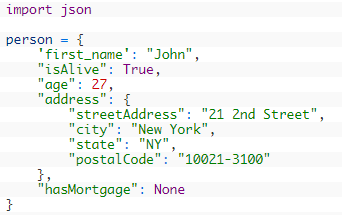 import json

person = {
    'first_name': "John",
    "isAlive": True,
    "age": 27,
    "address": {
        "streetAddress": "21 2nd Street",
        "city": "New York",
        "state": "NY",
        "postalCode": "10021-3100"
    },
    "hasMortgage": None
}